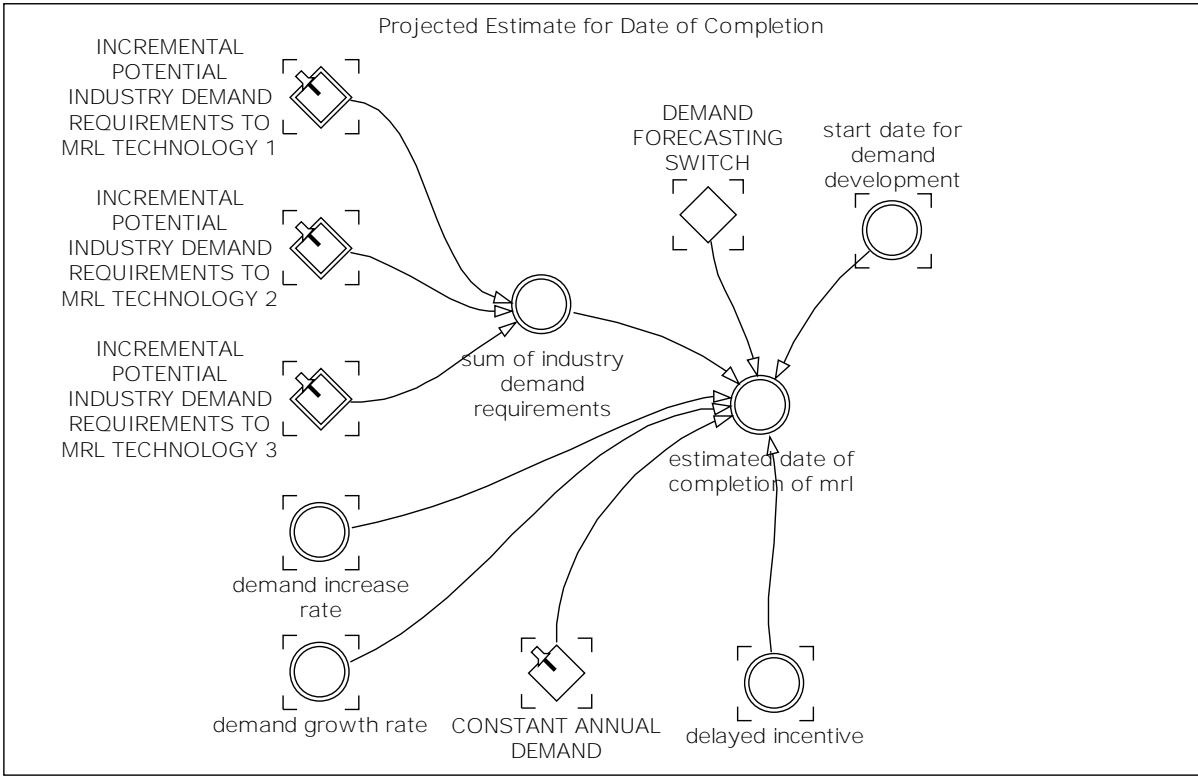 Projected Estimate for Date of Completion
INCREMENTAL
POTENTIAL
INDUSTRY DEMAND
REQUIREMENTS TO
MRL TECHNOLOGY 1
DEMAND
FORECASTING
SWITCH
start date for
demand
development
INCREMENTAL
POTENTIAL
INDUSTRY DEMAND
REQUIREMENTS TO
MRL TECHNOLOGY 2
INCREMENTAL
POTENTIAL
INDUSTRY DEMAND
REQUIREMENTS TO
MRL TECHNOLOGY 3
sum of industry
demand
requirements
estimated date of
completion of mrl
demand increase
rate
demand growth rate
CONSTANT ANNUAL
DEMAND
delayed incentive